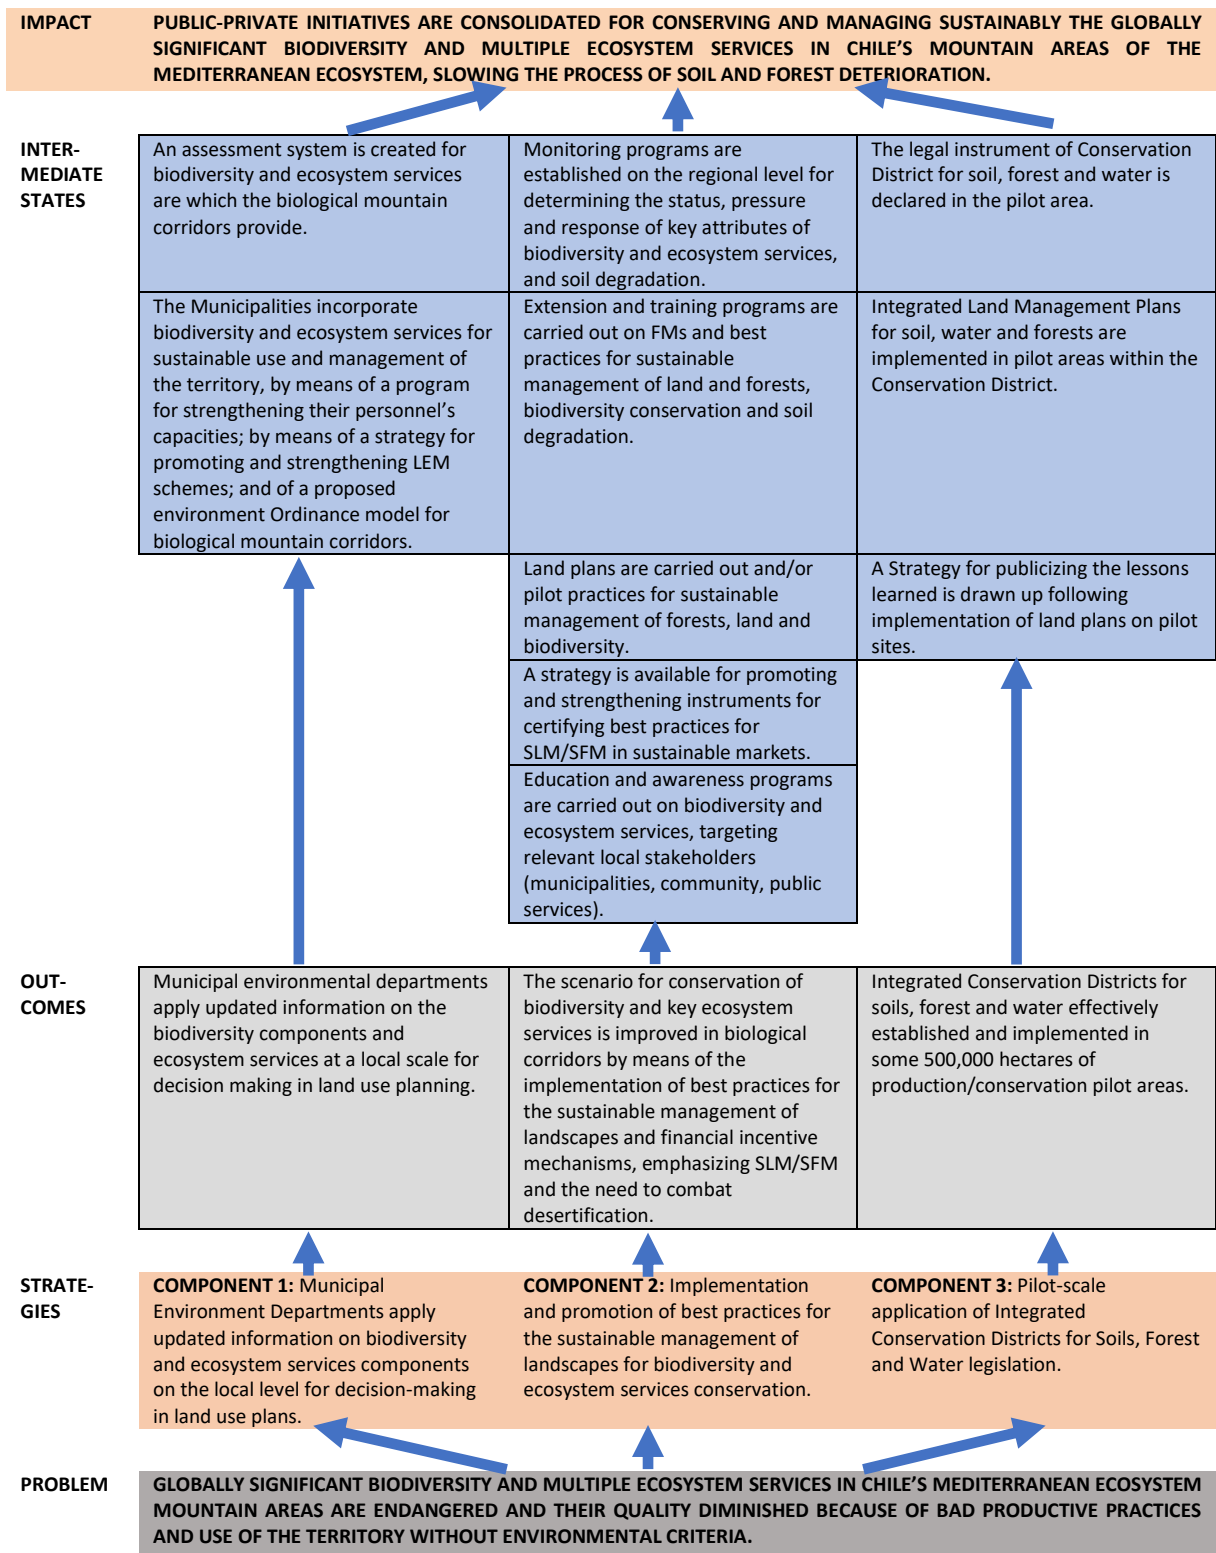 IMPACT
PUBLIC-PRIVATE INITIATIVES ARE CONSOLIDATED FOR CONSERVING AND MANAGING SUSTAINABLY THE GLOBALLY
SIGNIFICANT BIODIVERSITY AND MULTIPLE ECOSYSTEM SERVICES IN CHILE’S MOUNTAIN AREAS OF THE
MEDITERRANEAN ECOSYSTEM, SLOWING THE PROCESS OF SOIL AND FOREST DETERIORATION.
INTER-
MEDIATE
STATES
An assessment system is created for
biodiversity and ecosystem services
are which the biological mountain
corridors provide.
Monitoring programs are
established on the regional level for
determining the status, pressure
and response of key attributes of
biodiversity and ecosystem services,
and soil degradation.
The legal instrument of Conservation
District for soil, forest and water is
declared in the pilot area.
The Municipalities incorporate
biodiversity and ecosystem services for
sustainable use and management of
the territory, by means of a program
for strengthening their personnel’s
capacities; by means of a strategy for
promoting and strengthening LEM
schemes; and of a proposed
environment Ordinance model for
biological mountain corridors.
Extension and training programs are
carried out on FMs and best
practices for sustainable
management of land and forests,
biodiversity conservation and soil
degradation.
Integrated Land Management Plans
for soil, water and forests are
implemented in pilot areas within the
Conservation District.
Land plans are carried out and/or
pilot practices for sustainable
management of forests, land and
biodiversity.
A Strategy for publicizing the lessons
learned is drawn up following
implementation of land plans on pilot
sites.
A strategy is available for promoting
and strengthening instruments for
certifying best practices for
SLM/SFM in sustainable markets.
Education and awareness programs
are carried out on biodiversity and
ecosystem services, targeting
relevant local stakeholders
(municipalities, community, public
services).
OUT-
COMES
Municipal environmental departments
apply updated information on the
biodiversity components and
ecosystem services at a local scale for
decision making in land use planning.
The scenario for conservation of
biodiversity and key ecosystem
services is improved in biological
corridors by means of the
implementation of best practices for
the sustainable management of
landscapes and financial incentive
mechanisms, emphasizing SLM/SFM
and the need to combat
desertification.
Integrated Conservation Districts for
soils, forest and water effectively
established and implemented in
some 500,000 hectares of
production/conservation pilot areas.
STRATE-
GIES
COMPONENT 1: Municipal
Environment Departments apply
updated information on biodiversity
and ecosystem services components
on the local level for decision-making
in land use plans.
COMPONENT 2: Implementation
and promotion of best practices for
the sustainable management of
landscapes for biodiversity and
ecosystem services conservation.
COMPONENT 3: Pilot-scale
application of Integrated
Conservation Districts for Soils, Forest
and Water legislation.
PROBLEM
GLOBALLY SIGNIFICANT BIODIVERSITY AND MULTIPLE ECOSYSTEM SERVICES IN CHILE’S MEDITERRANEAN ECOSYSTEM
MOUNTAIN AREAS ARE ENDANGERED AND THEIR QUALITY DIMINISHED BECAUSE OF BAD PRODUCTIVE PRACTICES
AND USE OF THE TERRITORY WITHOUT ENVIRONMENTAL CRITERIA.